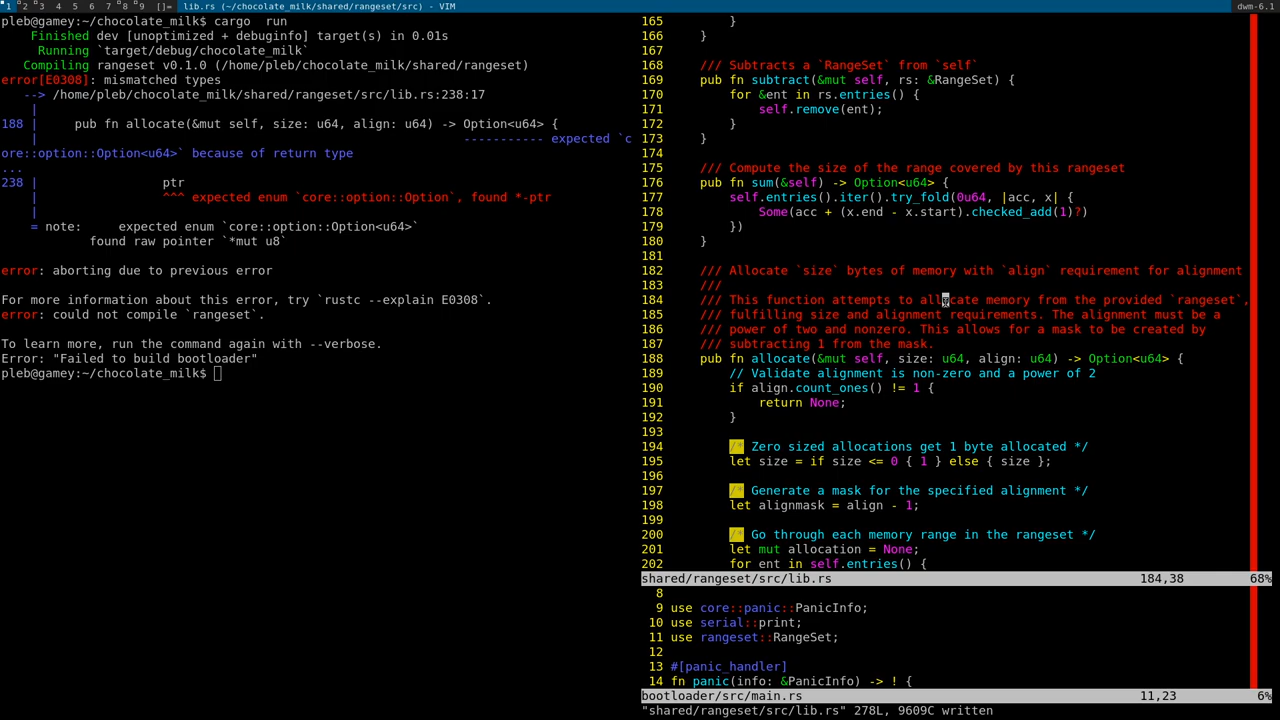 1 2 3 4 5 6 7 8 9 []= lib.rs (~/chocolate_milk/shared/rangeset/src) - VIM dwm-6.1
pleb@gamey:~/chocolate_milk$ cargo  run
    Finished dev [unoptimized + debuginfo] target(s) in 0.01s
     Running `target/debug/chocolate_milk`
   Compiling rangeset v0.1.0 (/home/pleb/chocolate_milk/shared/rangeset)
error[E0308]: mismatched types
   --> /home/pleb/chocolate_milk/shared/rangeset/src/lib.rs:238:17
    |
188 |     pub fn allocate(&mut self, size: u64, align: u64) -> Option<u64> {
    |                                                          ----------- expected `c
ore::option::Option<u64>` because of return type
...
238 |                 ptr
    |                 ^^^ expected enum `core::option::Option`, found *-ptr
    |
    = note:     expected enum `core::option::Option<u64>`
            found raw pointer `*mut u8`
error: aborting due to previous error
For more information about this error, try `rustc --explain E0308`.
error: could not compile `rangeset`.
To learn more, run the command again with --verbose.
Error: "Failed to build bootloader"
pleb@gamey:~/chocolate_milk$
165         }
166     }
167
168     /// Subtracts a `RangeSet` from `self`
169     pub fn subtract(&mut self, rs: &RangeSet) {
170         for &ent in rs.entries() {
171             self.remove(ent);
172         }
173     }
174
175     /// Compute the size of the range covered by this rangeset
176     pub fn sum(&self) -> Option<u64> {
177         self.entries().iter().try_fold(0u64, |acc, x| {
178             Some(acc + (x.end - x.start).checked_add(1)?)
179         })
180     }
181
182     /// Allocate `size` bytes of memory with `align` requirement for alignment
183     ///
184     /// This function attempts to allocate memory from the provided `rangeset`,
185     /// fulfilling size and alignment requirements. The alignment must be a
186     /// power of two and nonzero. This allows for a mask to be created by
187     /// subtracting 1 from the mask.
188     pub fn allocate(&mut self, size: u64, align: u64) -> Option<u64> {
189         // Validate alignment is non-zero and a power of 2
190         if align.count_ones() != 1 {
191             return None;
192         }
193
194         /* Zero sized allocations get 1 byte allocated */
195         let size = if size <= 0 { 1 } else { size };
196
197         /* Generate a mask for the specified alignment */
198         let alignmask = align - 1;
199
200         /* Go through each memory range in the rangeset */
201         let mut allocation = None;
202         for ent in self.entries() {
shared/rangeset/src/lib.rs 184,38 68%
8
9 use core::panic::PanicInfo;
10 use serial::print;
11 use rangeset::RangeSet;
12
13 #[panic_handler]
14 fn panic(info: &PanicInfo) -> ! {
bootloader/src/main.rs 11,23 6%
"shared/rangeset/src/lib.rs" 278L, 9609C written